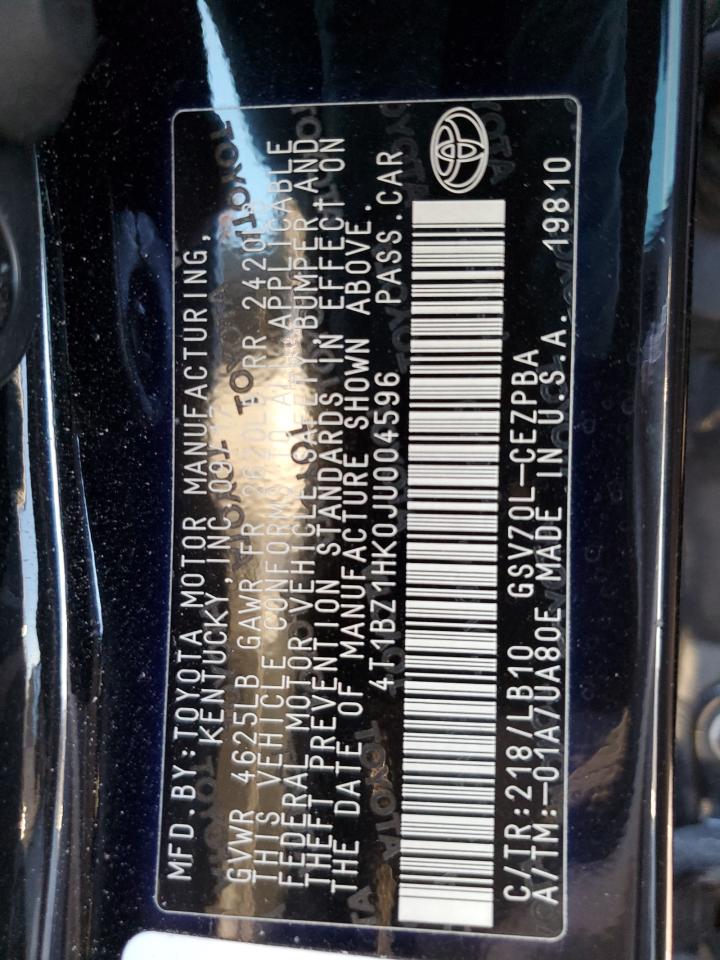 MFD.BY:TOYOTA MOTOR MANUFACTURING,
KENTUCKY,INC.
GVWR 4625LB GAWR FR RR
THIS VEHICLE CONFORMS TO ALL APPLICABLE
FEDERAL MOTOR VEHICLE SAFETY,BUMPER,AND
THEFT PREVENTION STANDARDS IN EFFECT ON
THE DATE OF MANUFACTURE SHOWN ABOVE.
4T1BZ1HK0JU004596 PASS.CAR
C/TR:218/LB10 GSV70L-CEZPBA
A/TM:-01A/UA80E MADE IN U.S.A. 19810